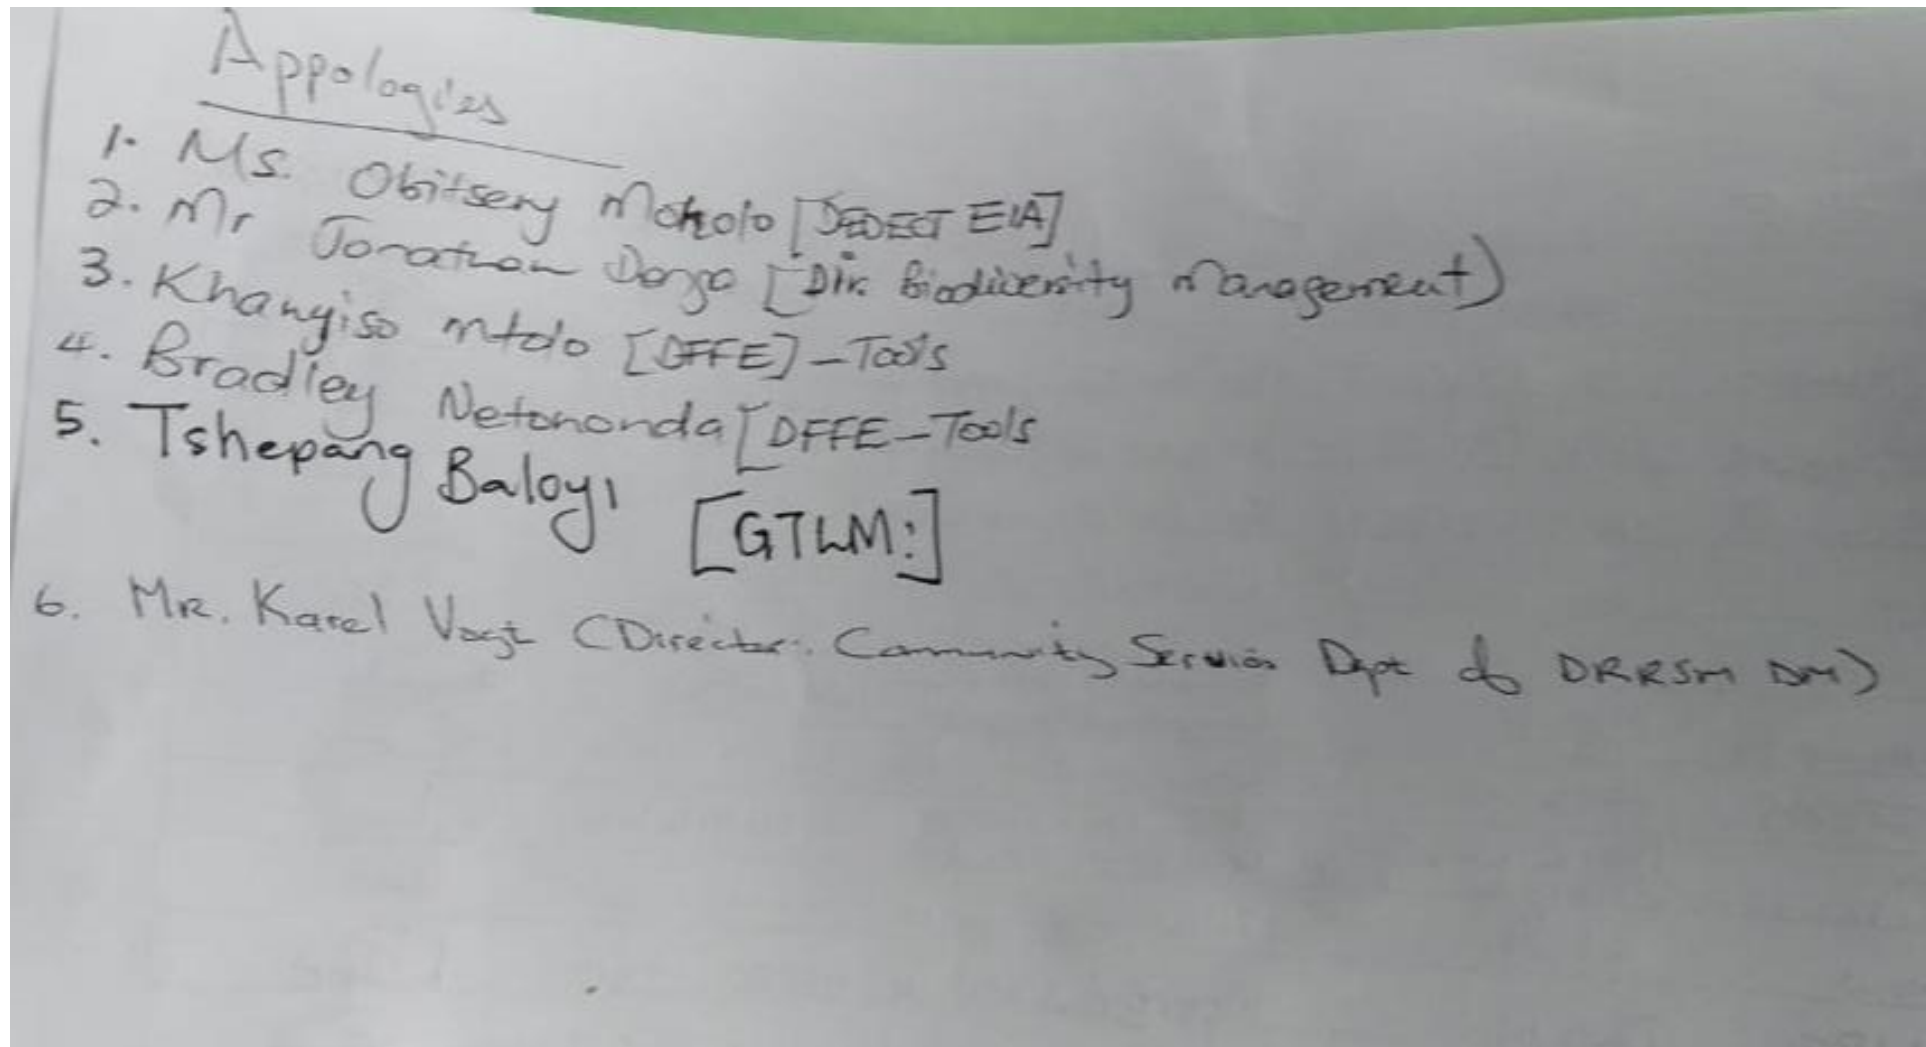 Appologies
1. Ms. Obitseng Mokolo [DEDECT EIA]
2. Mr Jonathan Denga [Dir. Biodiversity Management)
3. Khanyiso mtolo [DFFE] - Tools
4. Bradley Netononda [DFFE - Tools
5. Tshepang Baloyi [GTLM:]
6. MR. Karel Vogt (Director: Community Services Dpt of DRRSM DM)